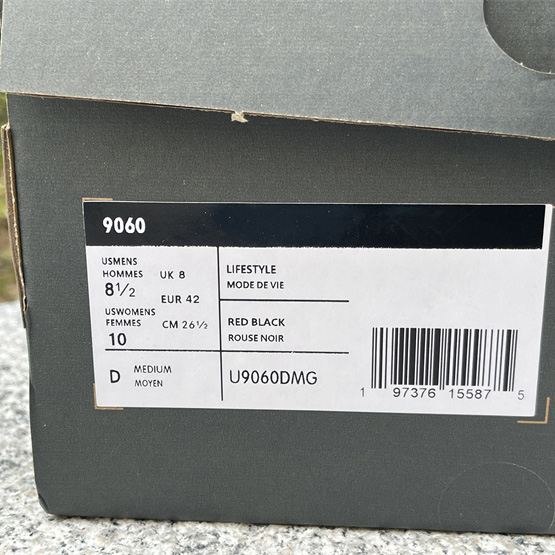 9060
USMENS
HOMMES
8½
UK 8
EUR 42
USWOMENS
FEMMES
10
CM 26½
D
MEDIUM
MOYEN
LIFESTYLE
MODE DE VIE
RED BLACK
ROUSE NOIR
U9060DMG
1 97376 15587 5